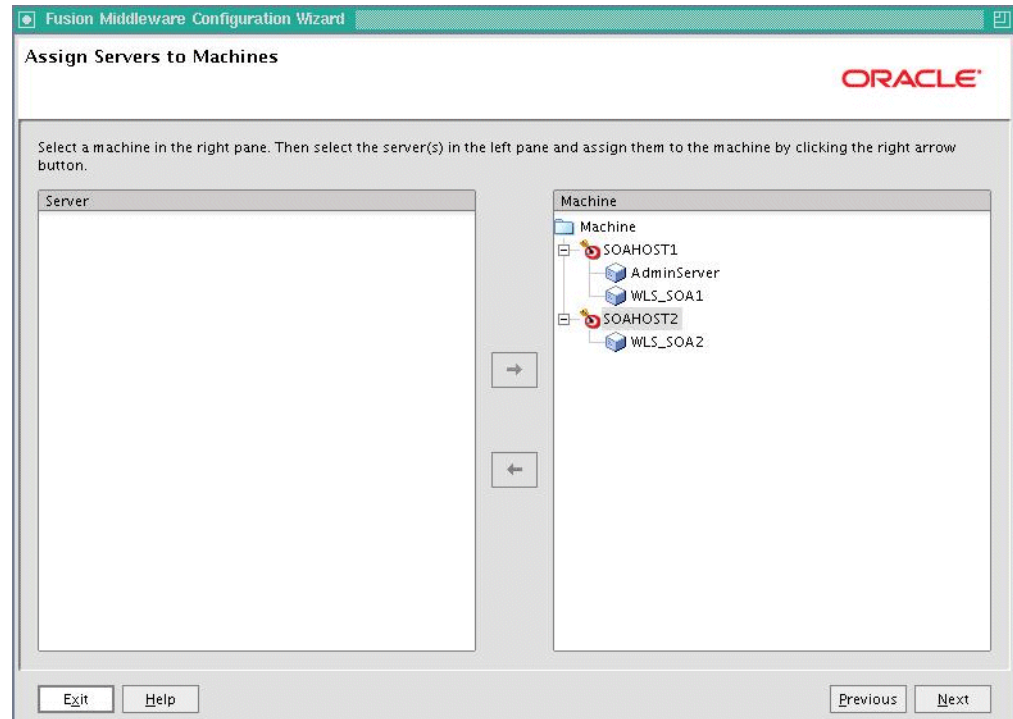 Fusion Middleware Configuration Wizard
Assign Servers to Machines
ORACLE
Select a machine in the right pane. Then select the server(s) in the left pane and assign them to the machine by clicking the right arrow
button.
Server
Machine
Machine
SOAHOST1
AdminServer
WLS_SOA1
SOAHOST2
WLS_SOA2
Exit
Help
Previous
Next